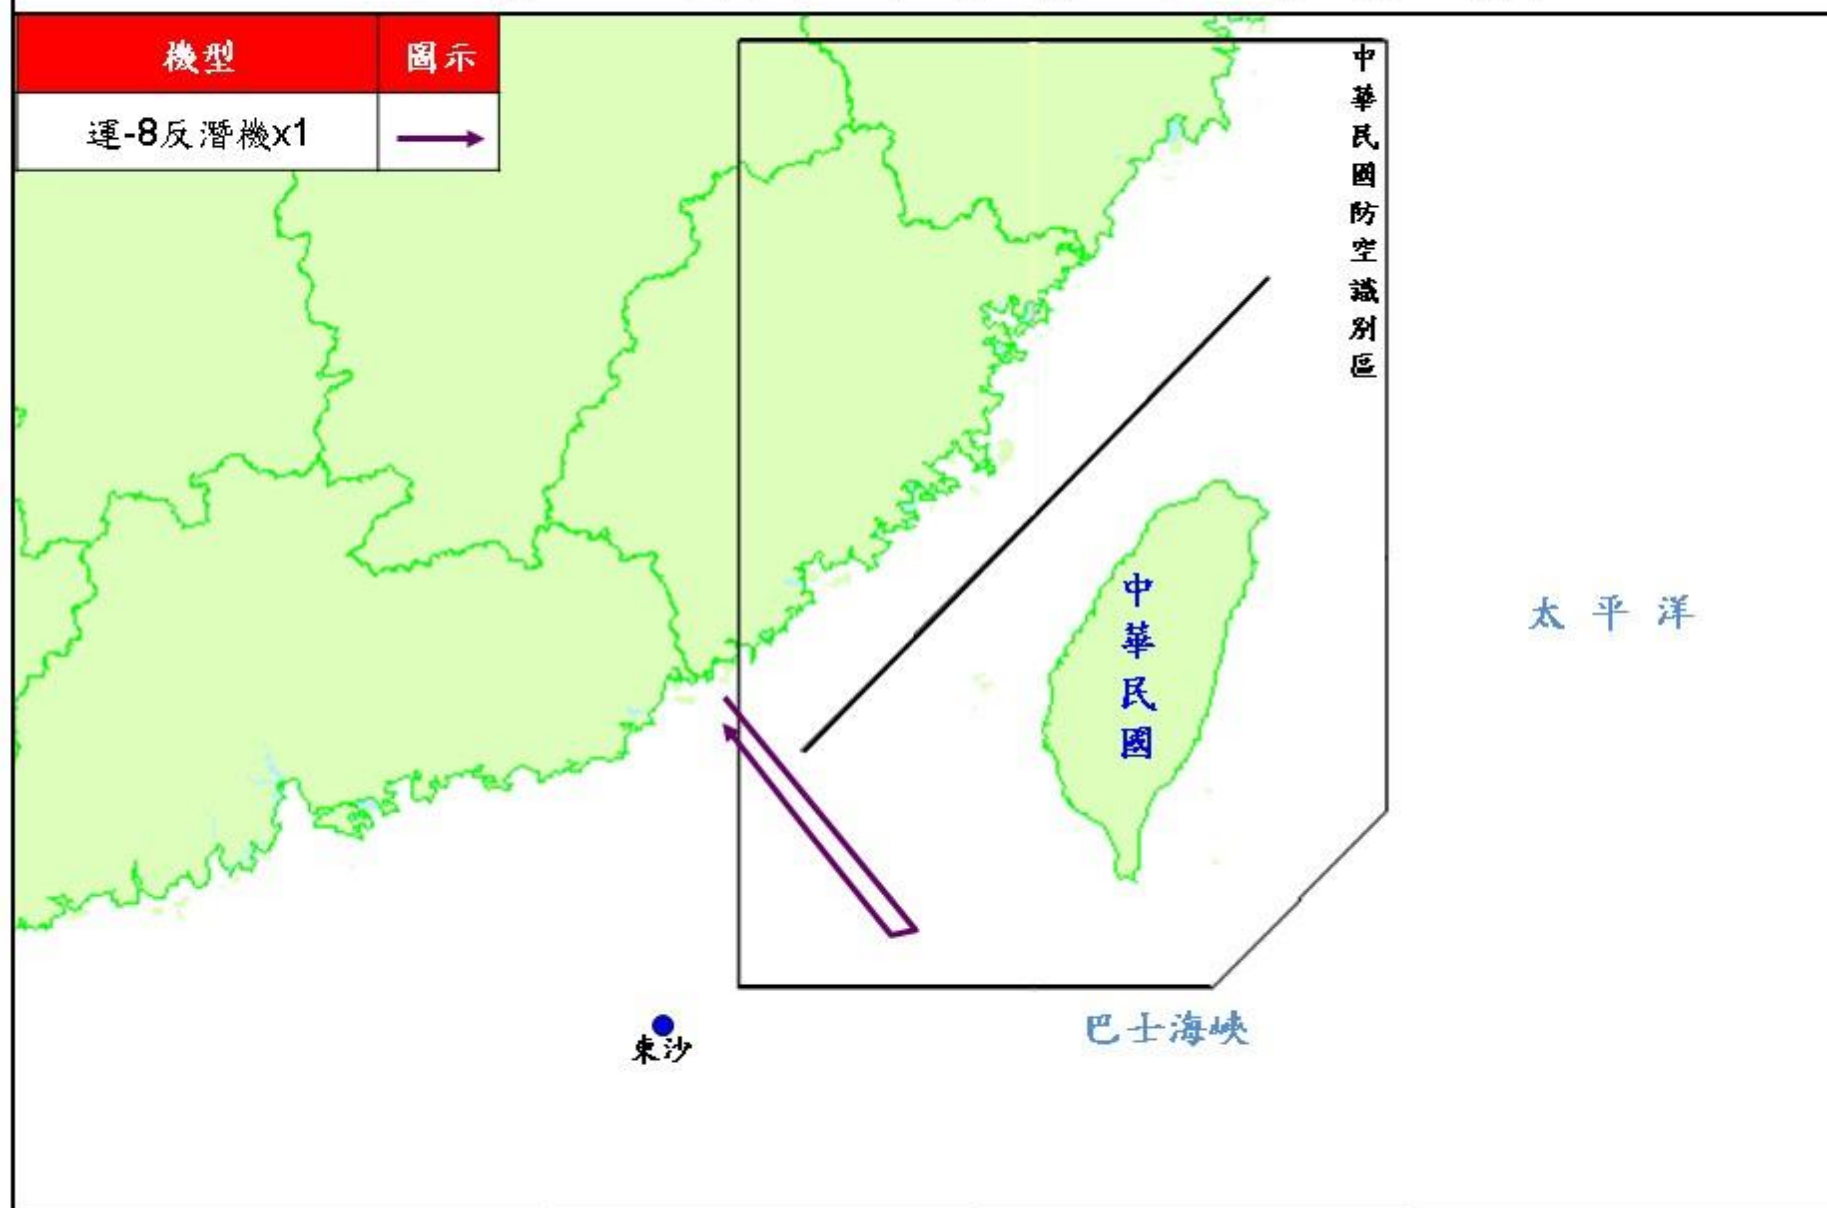 機型 圖示
運-8反潛機x1
中華民國防空識別區
中華民國
太平洋
巴士海峽
東沙